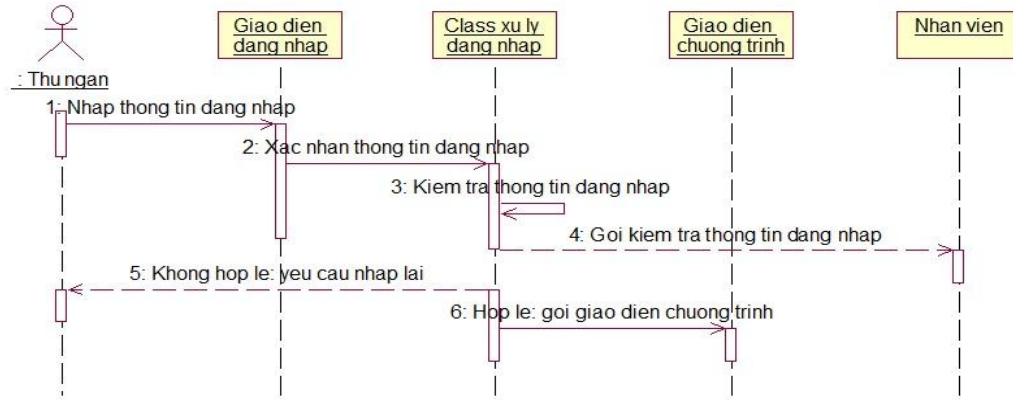 Giao dien
dang nhap
Class xu ly
dang nhap
Giao dien
chuong trinh
Nhan vien
: Thu ngan
1: Nhap thong tin dang nhap
2: Xac nhan thong tin dang nhap
3: Kiem tra thong tin dang nhap
4: Goi kiem tra thong tin dang nhap
5: Khong hop le: yeu cau nhap lai
6: Hop le: goi giao dien chuong trinh